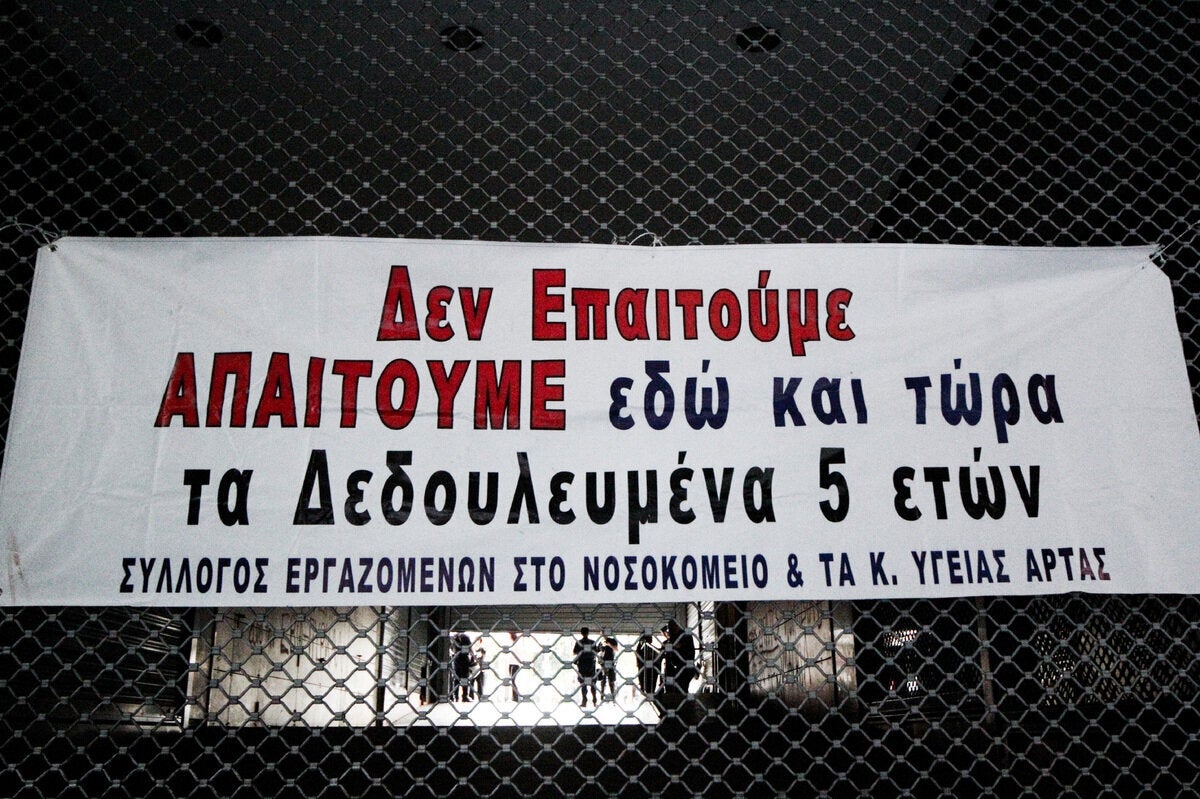 Δεν Επαιτούμε
ΑΠΑΙΤΟΥΜΕ εδώ και τώρα
τα Δεδουλευμένα 5 ετών
ΣΥΛΛΟΓΟΣ ΕΡΓΑΖΟΜΕΝΩΝ ΣΤΟ ΝΟΣΟΚΟΜΕΙΟ & ΤΑ Κ. ΥΓΕΙΑΣ ΑΡΤΑΣ